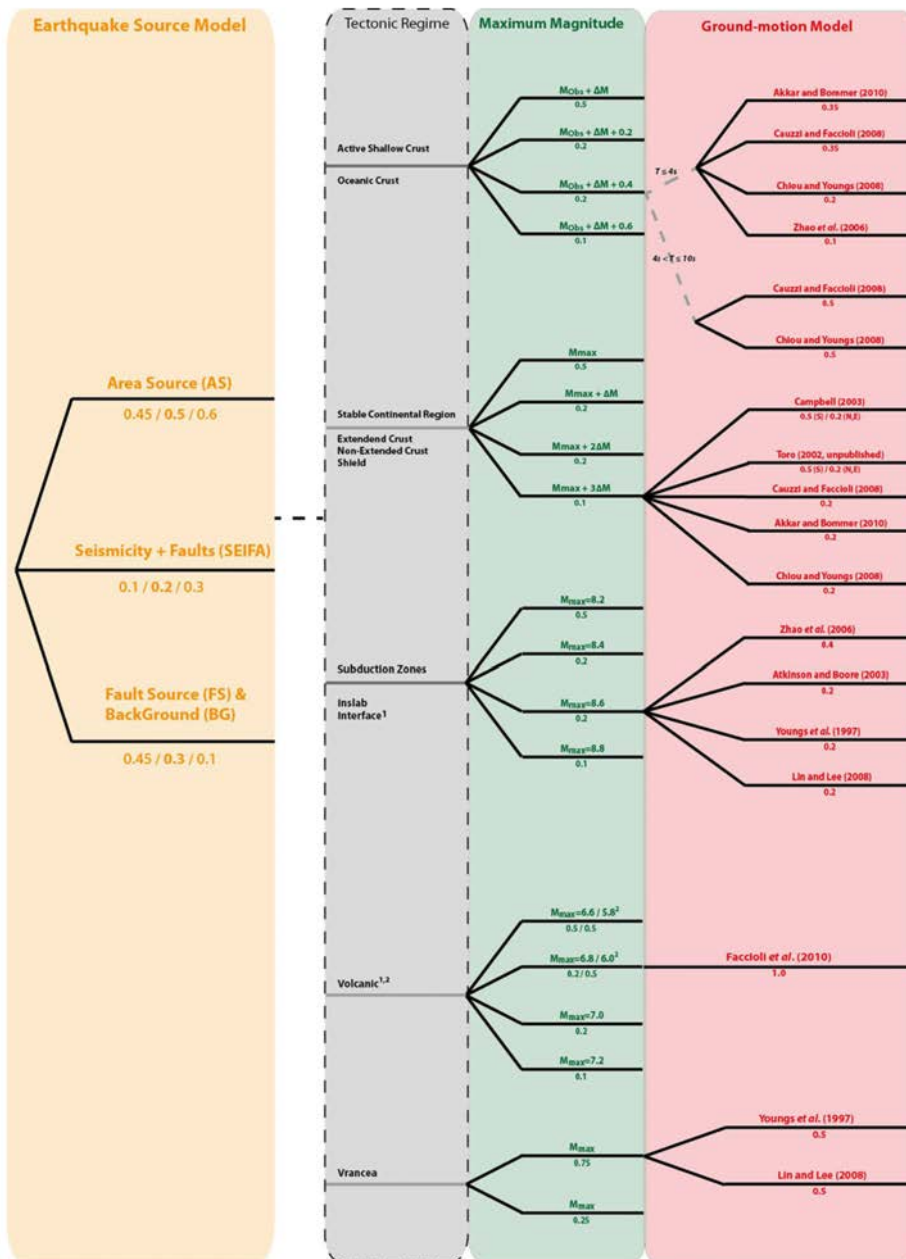 Earthquake Source Model
Area Source (AS)
0.45 / 0.5 / 0.6
Seismicity + Faults (SEIFA)
0.1 / 0.2 / 0.3
Fault Source (FS) &
BackGround (BG)
0.45 / 0.3 / 0.1
Tectonic Regime
Active Shallow Crust
Oceanic Crust
Stable Continental Region
Extendend Crust
Non-Extended Crust
Shield
Subduction Zones
Inslab
Interface¹
Volcanic¹,²
Vrancea
Maximum Magnitude
MObs + ΔM
0.5
MObs + ΔM + 0.2
0.2
MObs + ΔM + 0.4
0.2
MObs + ΔM + 0.6
0.1
Mmax
0.5
Mmax + ΔM
0.2
Mmax + 2ΔM
0.2
Mmax + 3ΔM
0.1
Mmax=8.2
0.5
Mmax=8.4
0.2
Mmax=8.6
0.2
Mmax=8.8
0.1
Mmax=6.6 / 5.8²
0.5 / 0.5
Mmax=6.8 / 6.0²
0.2 / 0.5
Mmax=7.0
0.2
Mmax=7.2
0.1
Mmax
0.75
Mmax
0.25
Ground-motion Model
T ≤ 4s
4s < T ≤ 10s
Akkar and Bommer (2010)
0.35
Cauzzi and Faccioli (2008)
0.35
Chiou and Youngs (2008)
0.2
Zhao et al. (2006)
0.1
Cauzzi and Faccioli (2008)
0.5
Chiou and Youngs (2008)
0.5
Campbell (2003)
0.5 (S) / 0.2 (N,E)
Toro (2002, unpublished)
0.5 (S) / 0.2 (N,E)
Cauzzi and Faccioli (2008)
0.2
Akkar and Bommer (2010)
0.2
Chiou and Youngs (2008)
0.2
Zhao et al. (2006)
0.4
Atkinson and Boore (2003)
0.2
Youngs et al. (1997)
0.2
Lin and Lee (2008)
0.2
Faccioli et al. (2010)
1.0
Youngs et al. (1997)
0.5
Lin and Lee (2008)
0.5